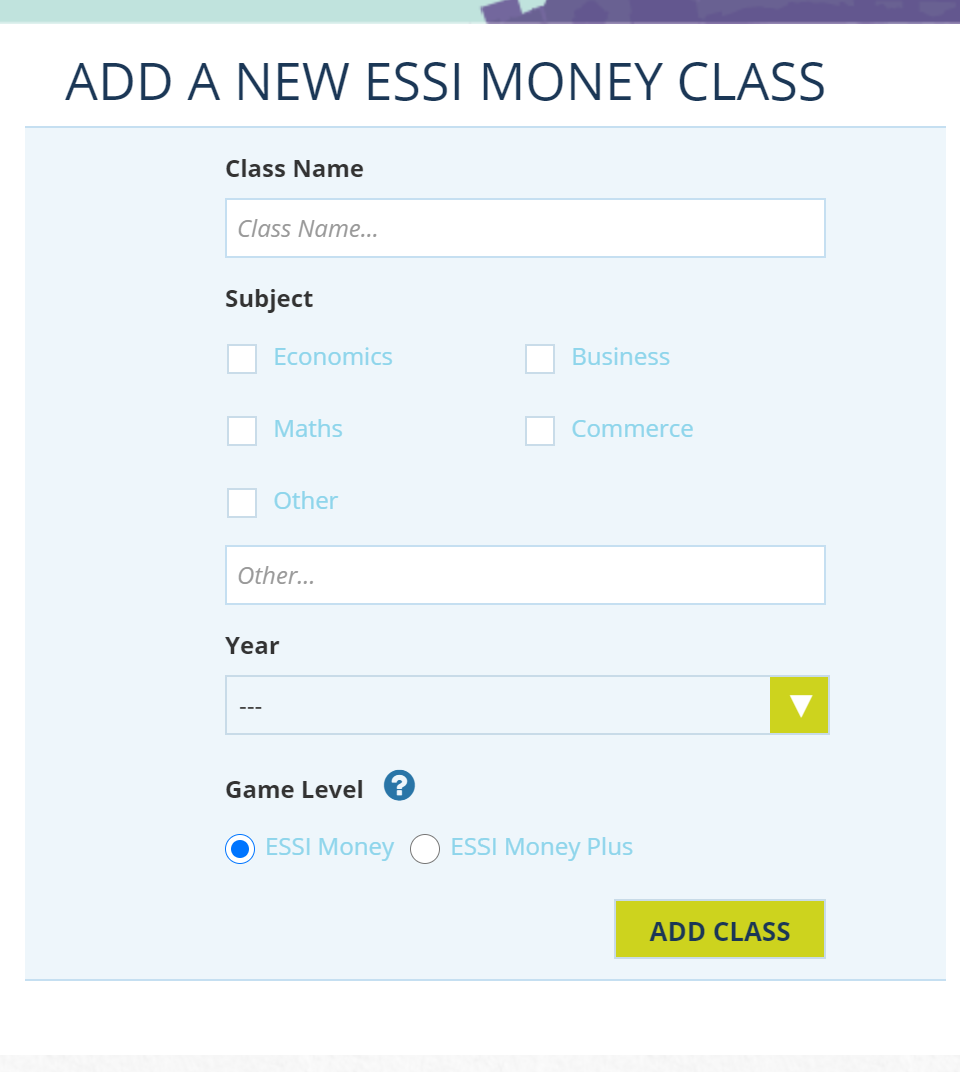 ADD A NEW ESSI MONEY CLASS
Class Name
Class Name...
Subject
Economics Business
Maths Commerce
Other
Other...
Year
---
Game Level ?
ESSI Money ESSI Money Plus
ADD CLASS